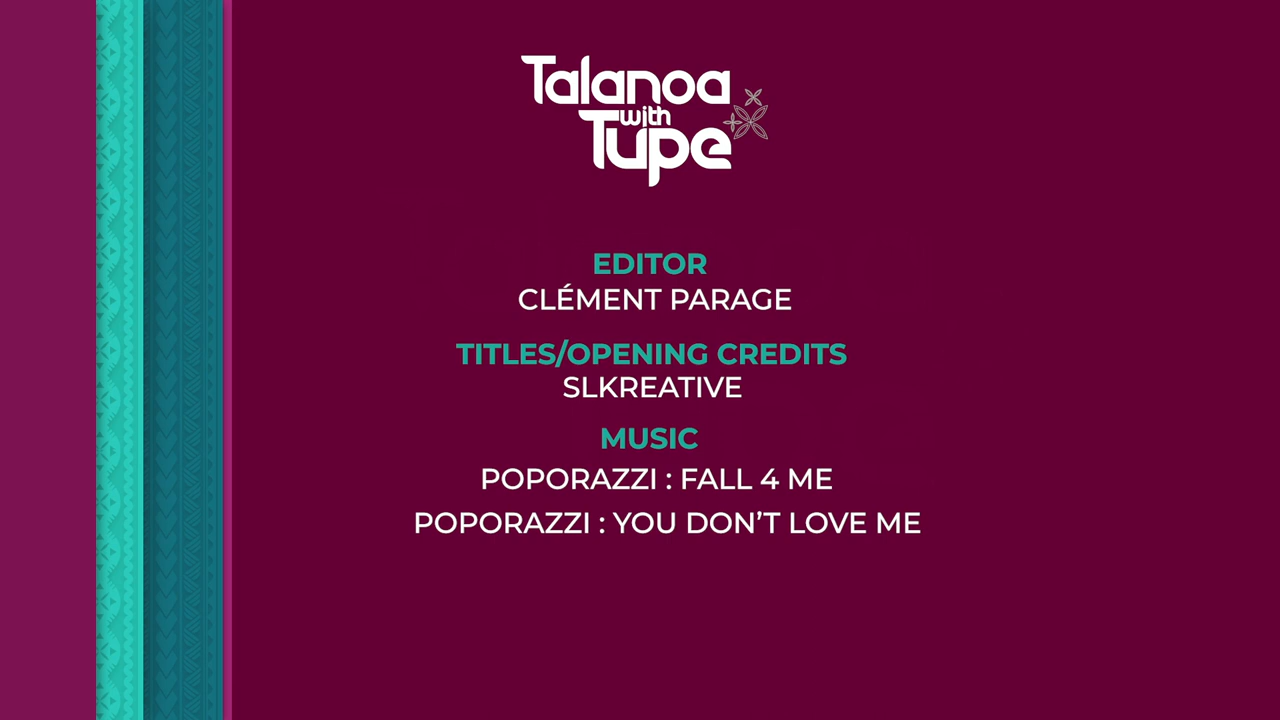 Talanoa
with
Tupe
EDITOR
CLÉMENT PARAGE
TITLES/OPENING CREDITS
SLKREATIVE
MUSIC
POPORAZZI : FALL 4 ME
POPORAZZI : YOU DON’T LOVE ME